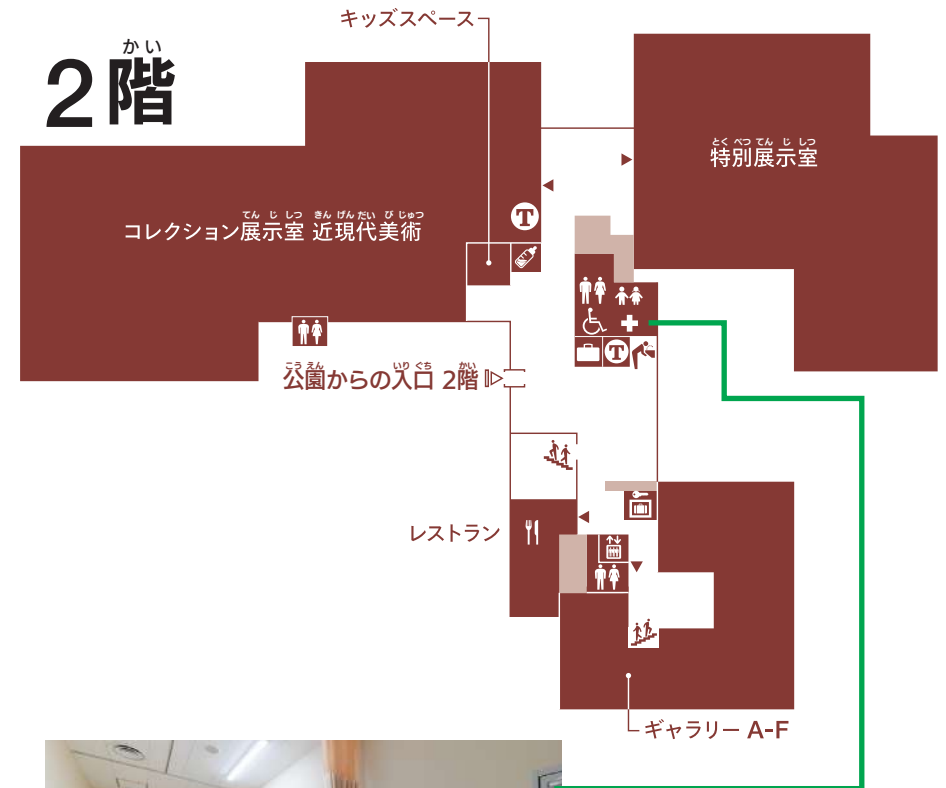 キッズスペース
かい
2階
とく べつ てん じ しつ
特別展示室
てん じ しつ きん げん だい び じゅつ
コレクション展示室 近現代美術
T
T
こう えん いり ぐち かい
公園からの入口 2階
レストラン
ギャラリー A-F